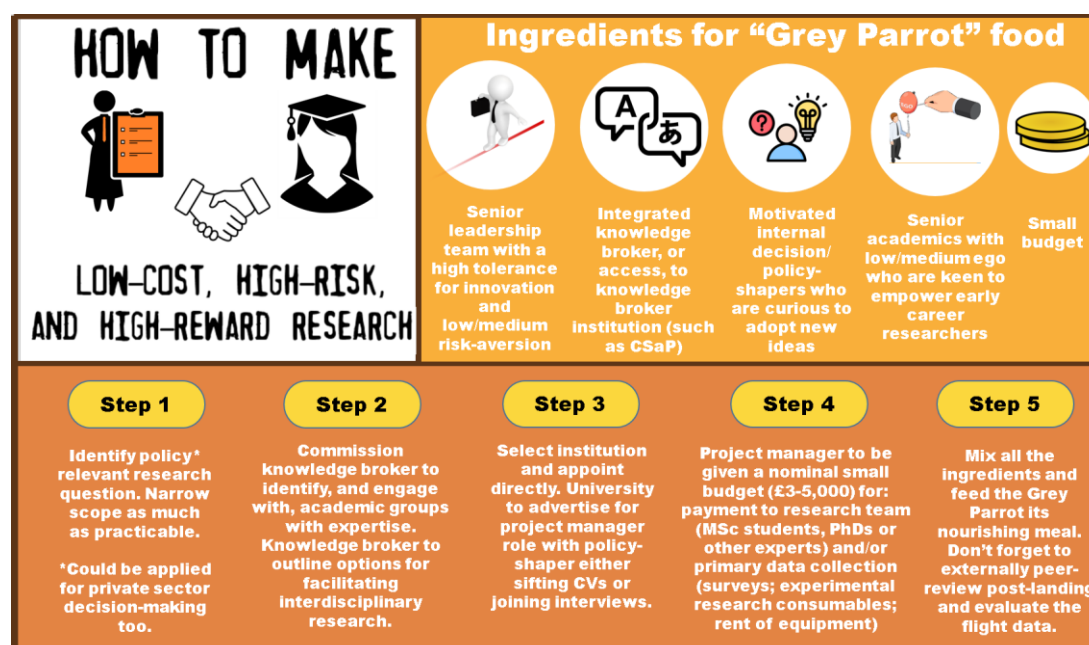 HOW TO MAKE
LOW-COST, HIGH-RISK,
AND HIGH-REWARD RESEARCH
Ingredients for “Grey Parrot” food
A
あ
Senior
leadership
team with a
high tolerance
for innovation
and
low/medium
risk-aversion
Integrated
knowledge
broker, or
access, to
knowledge
broker
institution (such
as CSaP)
Motivated
internal
decision/
policy-
shapers who
are curious to
adopt new
ideas
Senior
academics with
low/medium ego
who are keen to
empower early
career
researchers
Small
budget
Step 1
Identify policy*
relevant research
question. Narrow
scope as much
as practicable.
*Could be applied
for private sector
decision-making
too.
Step 2
Commission
knowledge broker to
identify, and engage
with, academic groups
with expertise.
Knowledge broker to
outline options for
facilitating
interdisciplinary
research.
Step 3
Select institution
and appoint
directly. University
to advertise for
project manager
role with policy-
shaper either
sifting CVs or
joining interviews.
Step 4
Project manager to be
given a nominal small
budget (£3-5,000) for:
payment to research team
(MSc students, PhDs or
other experts) and/or
primary data collection
(surveys; experimental
research consumables;
rent of equipment)
Step 5
Mix all the
ingredients and
feed the Grey
Parrot its
nourishing meal.
Don’t forget to
externally peer-
review post-landing
and evaluate the
flight data.